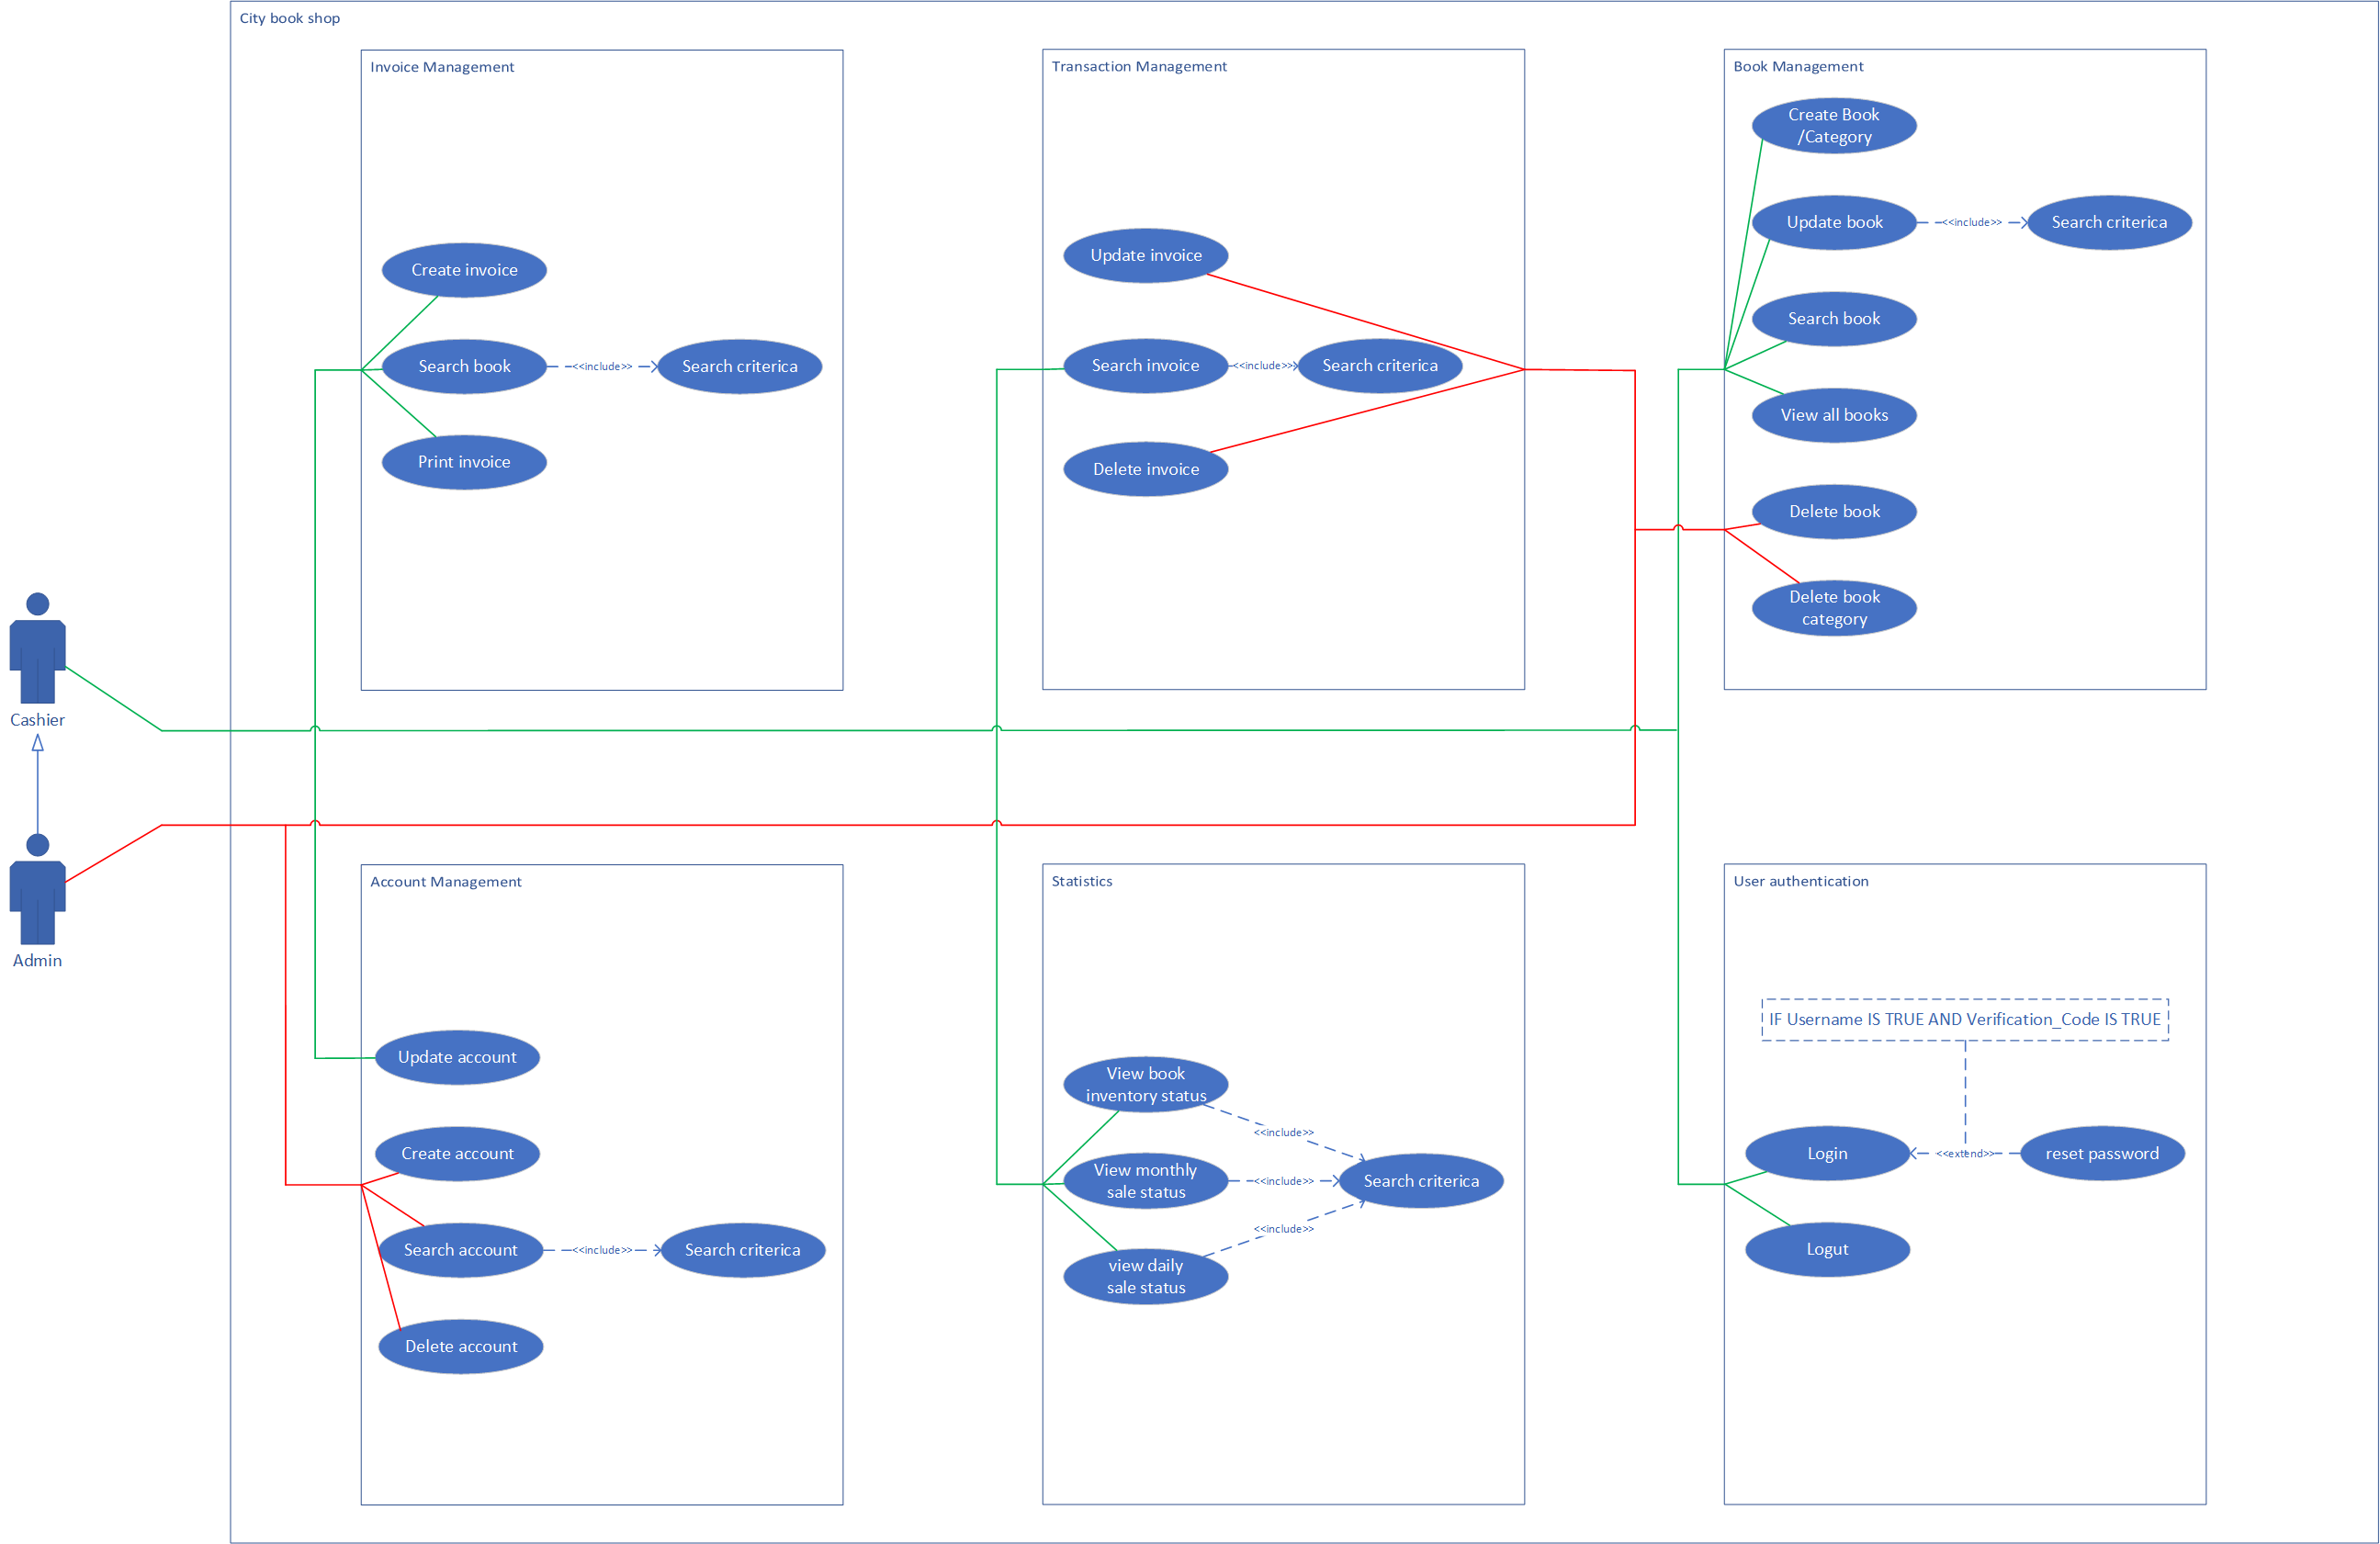 City book shop
Invoice Management
Create invoice
Search book
<<include>>
Search criterica
Print invoice
Transaction Management
Update invoice
Search invoice
<<include>>
Search criterica
Delete invoice
Book Management
Create Book
/Category
Update book
<<include>>
Search criterica
Search book
View all books
Delete book
Delete book
category
Cashier
Admin
Account Management
Update account
Create account
Search account
<<include>>
Search criterica
Delete account
Statistics
View book
inventory status
<<include>>
View monthly
sale status
<<include>>
Search criterica
<<include>>
view daily
sale status
User authentication
IF Username IS TRUE AND Verification_Code IS TRUE
Login
<<extend>>
reset password
Logut